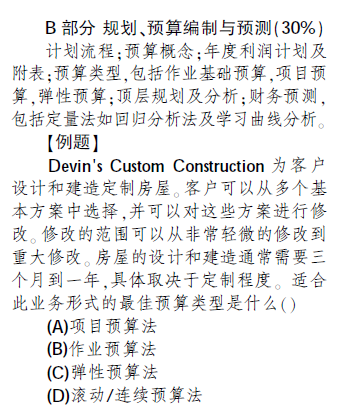 B 部分 规划、预算编制与预测(30%)
计划流程;预算概念;年度利润计划及
附表;预算类型,包括作业基础预算,项目预
算,弹性预算;顶层规划及分析;财务预测,
包括定量法如回归分析法及学习曲线分析。
【例题】
Devin's Custom Construction 为客户
设计和建造定制房屋。客户可以从多个基
本方案中选择,并可以对这些方案进行修
改。修改的范围可以从非常轻微的修改到
重大修改。房屋的设计和建造通常需要三
个月到一年,具体取决于定制程度。适合
此业务形式的最佳预算类型是什么()
(A)项目预算法
(B)作业预算法
(C)弹性预算法
(D)滚动/连续预算法